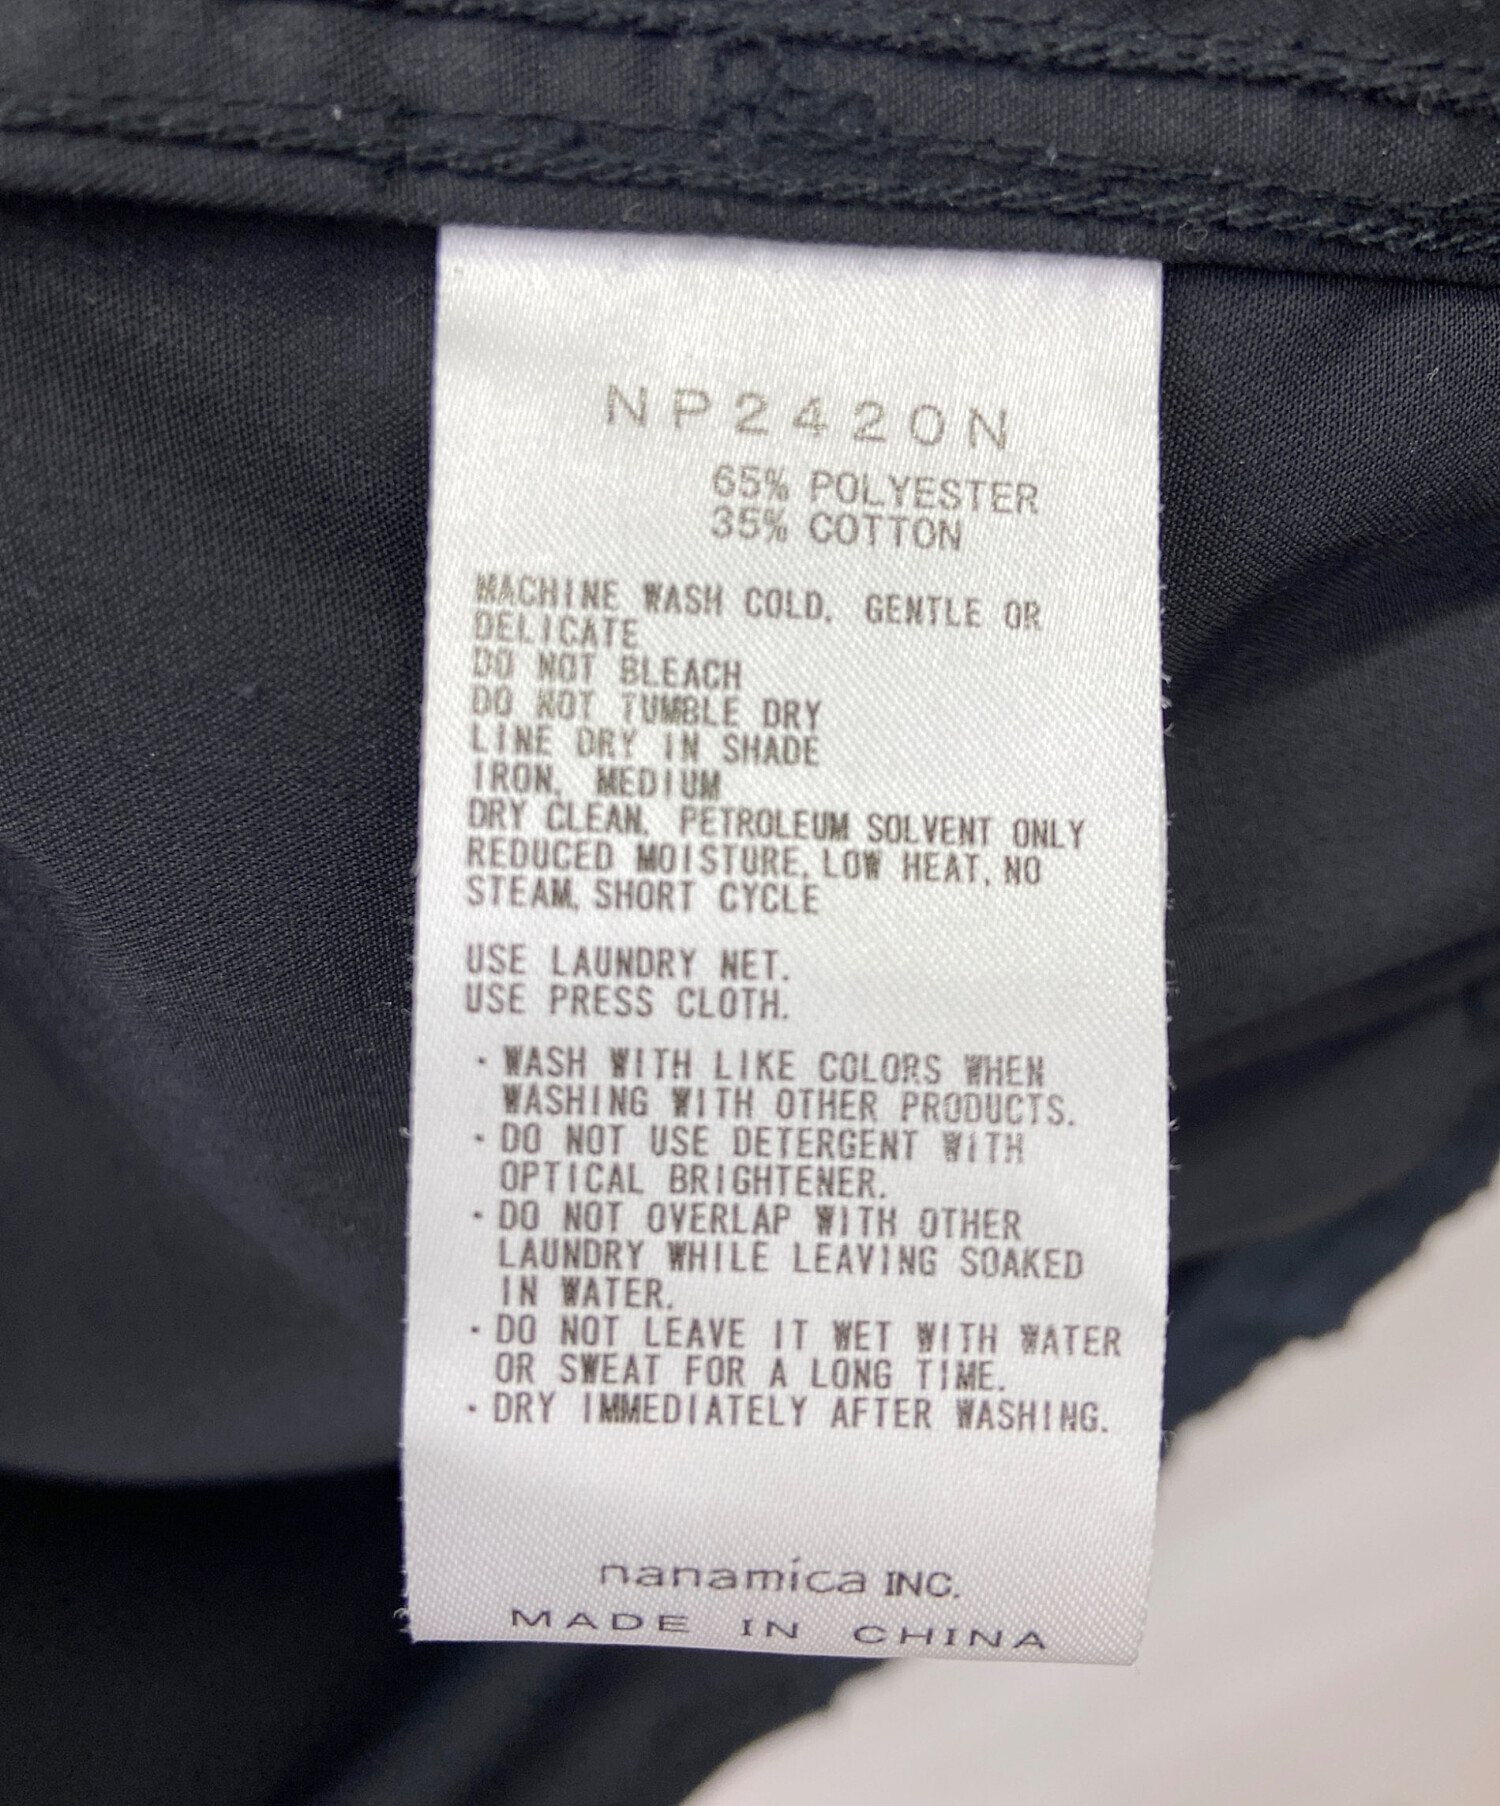 NP2420N
65% POLYESTER
35% COTTON
MACHINE WASH COLD, GENTLE OR
DELICATE
DO NOT BLEACH
DO NOT TUMBLE DRY
LINE DRY IN SHADE
IRON, MEDIUM
DRY CLEAN, PETROLEUM SOLVENT ONLY
REDUCED MOISTURE, LOW HEAT, NO
STEAM, SHORT CYCLE
USE LAUNDRY NET.
USE PRESS CLOTH.
・WASH WITH LIKE COLORS WHEN
WASHING WITH OTHER PRODUCTS.
・DO NOT USE DETERGENT WITH
OPTICAL BRIGHTENER.
・DO NOT OVERLAP WITH OTHER
LAUNDRY WHILE LEAVING SOAKED
IN WATER.
・DO NOT LEAVE IT WET WITH WATER
OR SWEAT FOR A LONG TIME.
・DRY IMMEDIATELY AFTER WASHING.
nanamica INC.
MADE IN CHINA